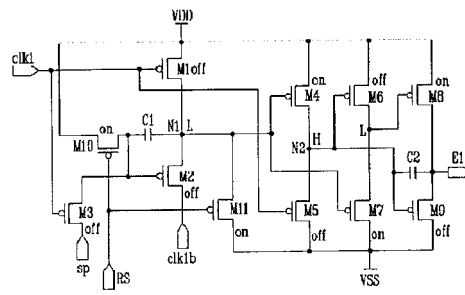 VDD
clk1
M1 off
on
M4
off
M6
on
M8
on
C1
N1 L
M10
H
N2
L
C2
E1
M2
off
M3
off
M11
on
M5
off
M7
on
M9
off
sp
RS
clk1b
VSS